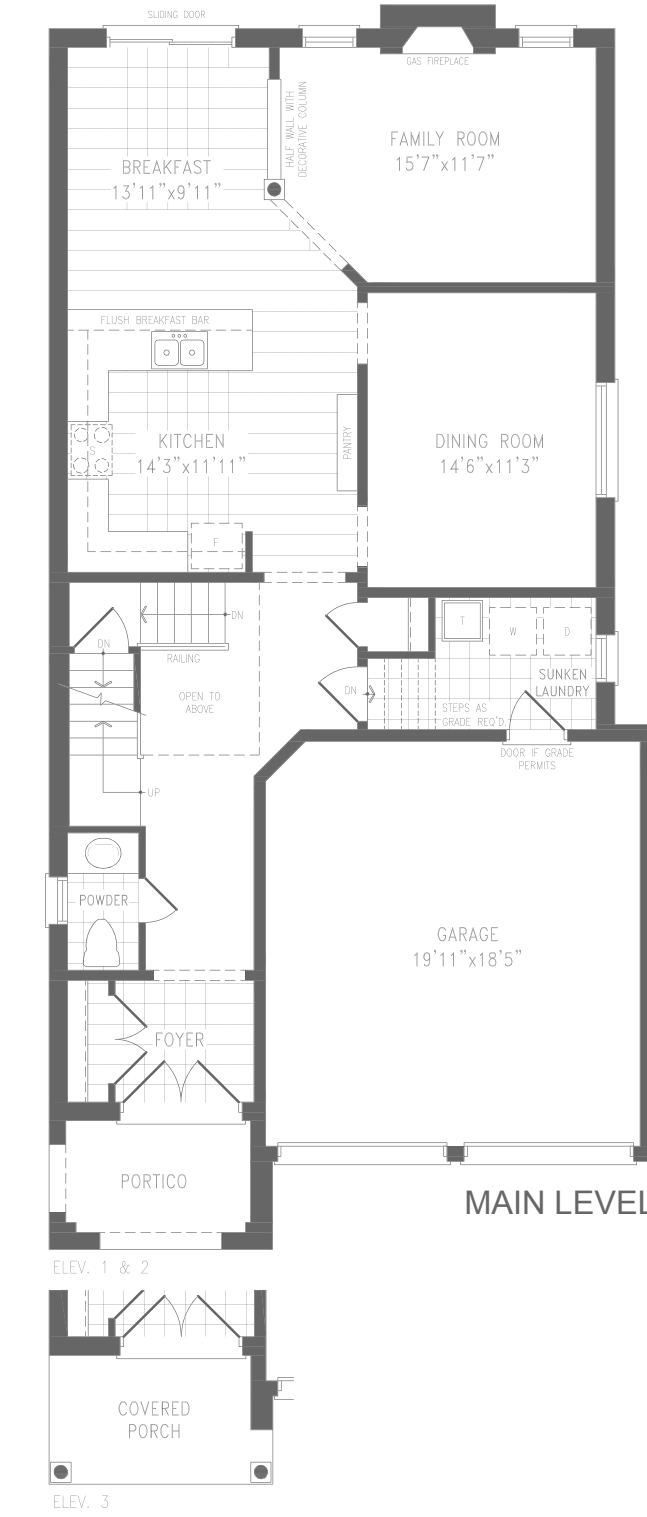 SLIDING DOOR
GAS FIREPLACE
HALF WALL WITH
DECORATIVE COLUMN
FAMILY ROOM
15'7"x11'7"
BREAKFAST
13'11"x9'11"
FLUSH BREAKFAST BAR
KITCHEN
14'3"x11'11"
S
PANTRY
DINING ROOM
14'6"x11'3"
F
DN
DN
RAILING
OPEN TO
ABOVE
T
W
D
SUNKEN
LAUNDRY
DN
STEPS AS
GRADE REQ'D.
DOOR IF GRADE
PERMITS
UP
POWDER
GARAGE
19'11"x18'5"
FOYER
PORTICO
MAIN LEVEL
ELEV. 1 & 2
COVERED
PORCH
ELEV. 3